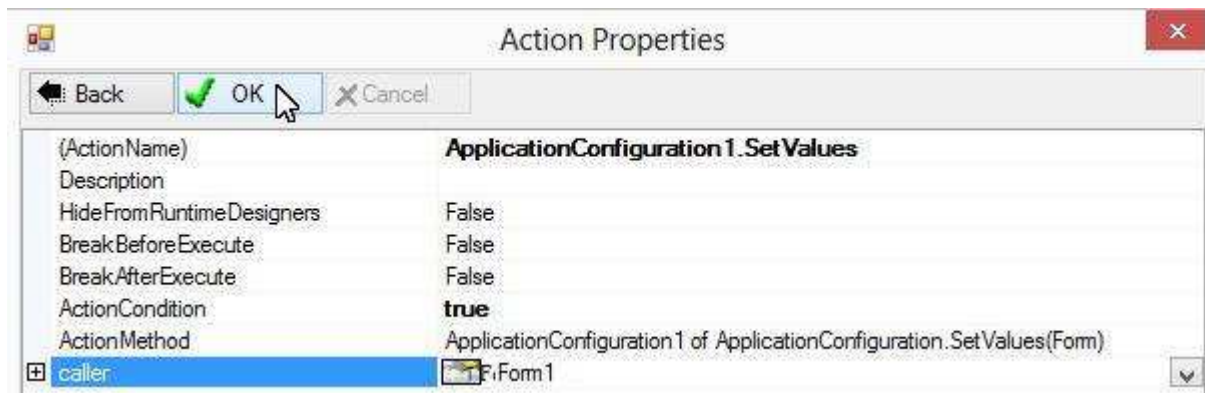 Action Properties
Back OK Cancel
(ActionName) ApplicationConfiguration1.SetValues
Description
HideFromRuntimeDesigners False
BreakBeforeExecute False
BreakAfterExecute False
ActionCondition true
ActionMethod ApplicationConfiguration1 of ApplicationConfiguration.SetValues(Form)
caller Form1